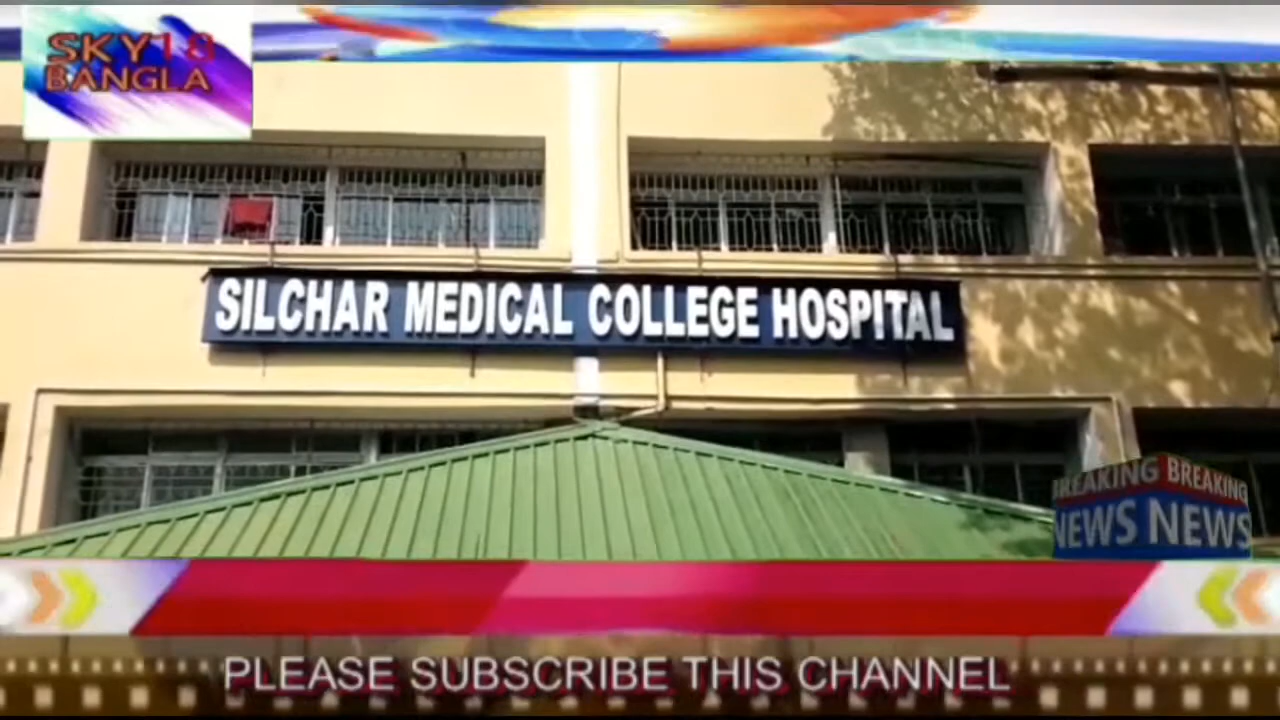 SKY18
BANGLA
SILCHAR MEDICAL COLLEGE HOSPITAL
BREAKING BREAKING
NEWS NEWS
PLEASE SUBSCRIBE THIS CHANNEL